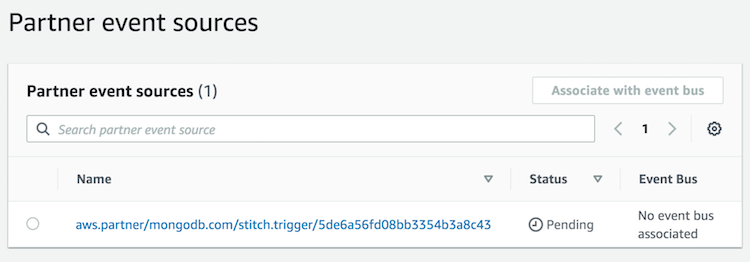 Partner event sources
Partner event sources (1)
Associate with event bus
Search partner event source
1
Name
Status
Event Bus
aws.partner/mongodb.com/stitch.trigger/5de6a56fd08bb3354b3a8c43
Pending
No event bus
associated